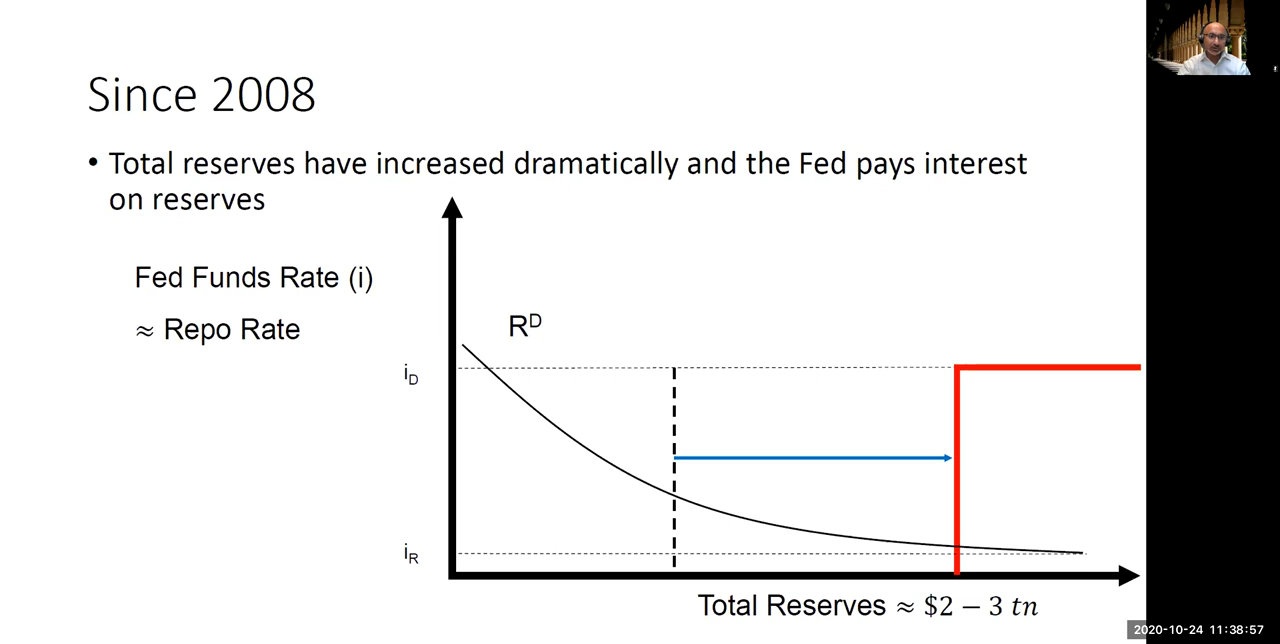 Since 2008
• Total reserves have increased dramatically and the Fed pays interest
on reserves
Fed Funds Rate (i)
≈ Repo Rate
R^D
i_D
i_R
Total Reserves ≈ $2 − 3 tn
2020-10-24 11:38:57